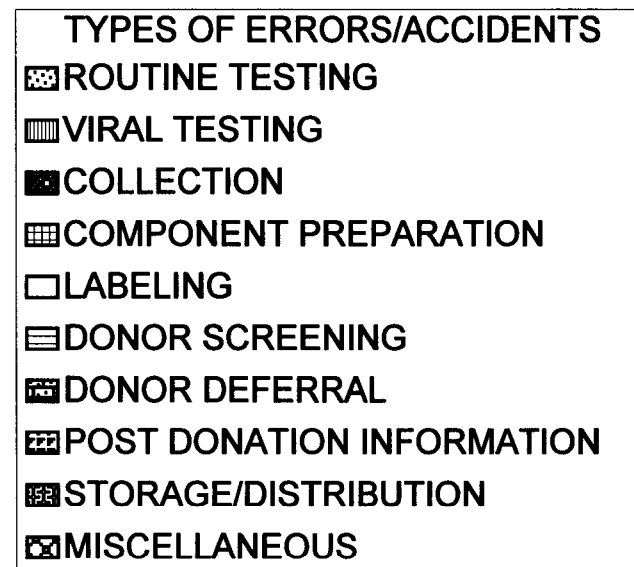 TYPES OF ERRORS/ACCIDENTS
ROUTINE TESTING
VIRAL TESTING
COLLECTION
COMPONENT PREPARATION
LABELING
DONOR SCREENING
DONOR DEFERRAL
POST DONATION INFORMATION
STORAGE/DISTRIBUTION
MISCELLANEOUS